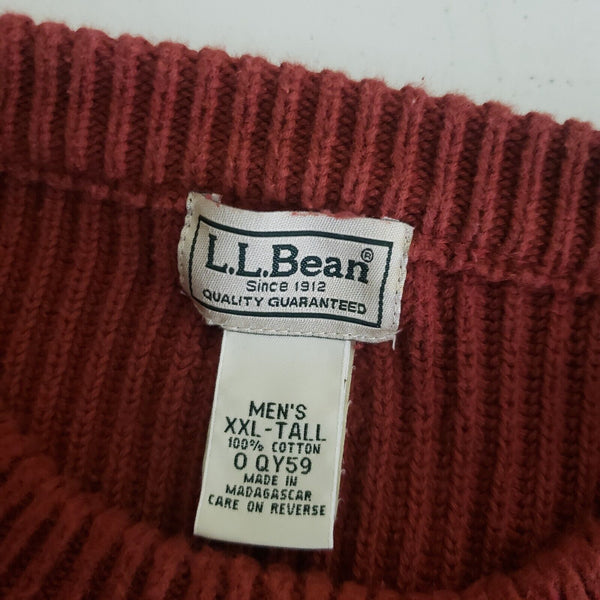 L.L.Bean®
Since 1912
QUALITY GUARANTEED
MEN'S
XXL-TALL
100% COTTON
0 QY59
MADE IN
MADAGASCAR
CARE ON REVERSE